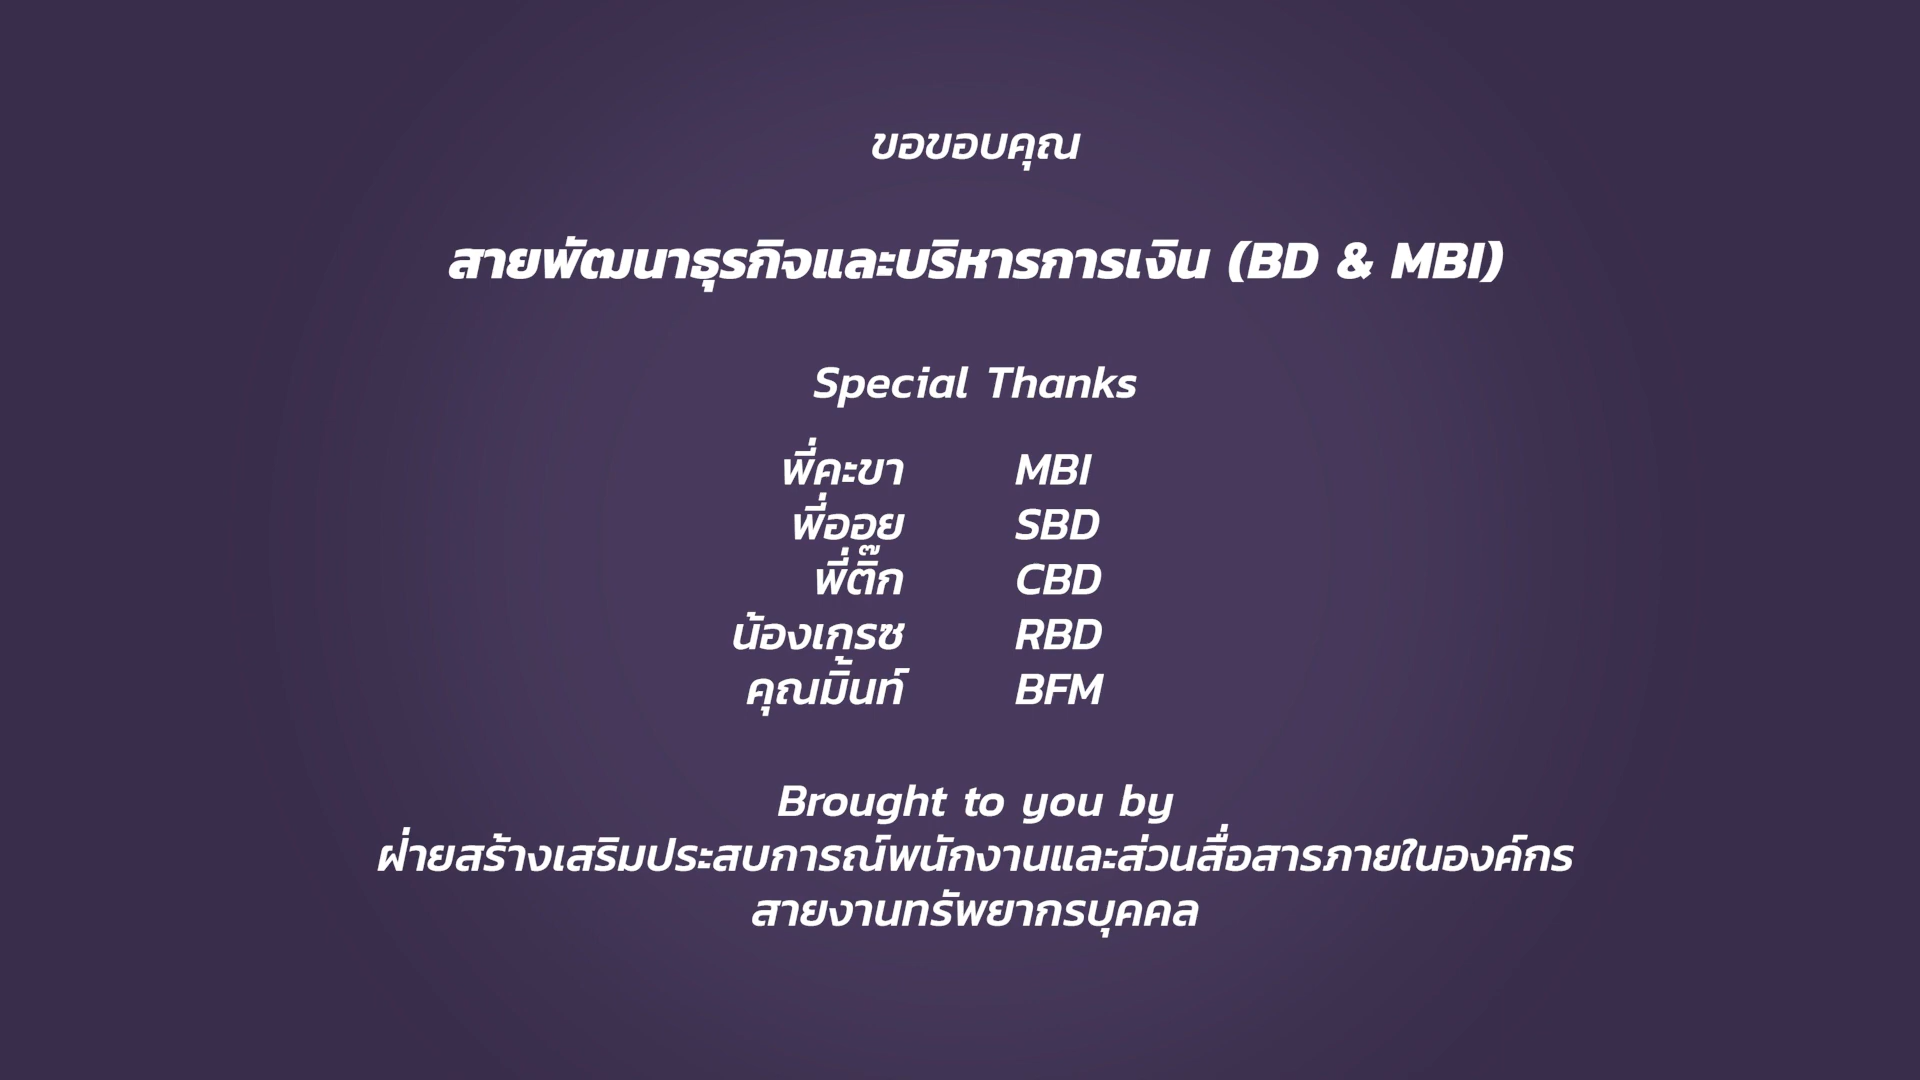 ขอขอบคุณ
สายพัฒนาธุรกิจและบริหารการเงิน (BD & MBI)
Special Thanks
พี่คะขา MBI
พี่ออย SBD
พี่ติ๊ก CBD
น้องเกรซ RBD
คุณมิ้นท์ BFM
Brought to you by
ฝ่ายสร้างเสริมประสบการณ์พนักงานและส่วนสื่อสารภายในองค์กร
สายงานทรัพยากรบุคคล